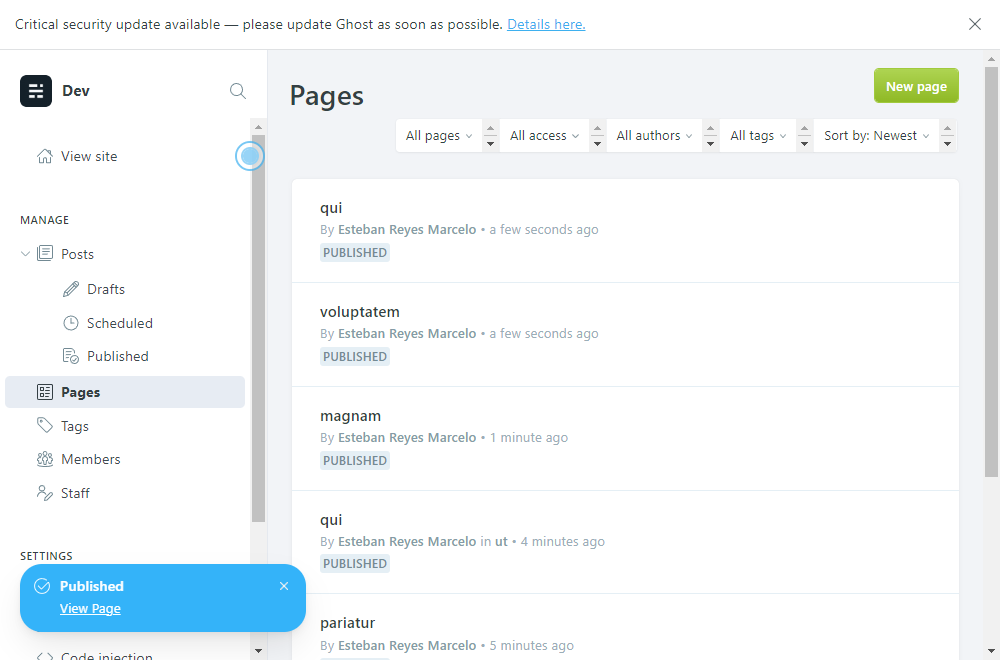 Critical security update available — please update Ghost as soon as possible. Details here.
Dev
View site
MANAGE
Posts
Drafts
Scheduled
Published
Pages
Tags
Members
Staff
SETTINGS
Code injection
Published
View Page
Pages
New page
All pages
All access
All authors
All tags
Sort by: Newest
qui
By Esteban Reyes Marcelo • a few seconds ago
PUBLISHED
voluptatem
By Esteban Reyes Marcelo • a few seconds ago
PUBLISHED
magnam
By Esteban Reyes Marcelo • 1 minute ago
PUBLISHED
qui
By Esteban Reyes Marcelo in ut • 4 minutes ago
PUBLISHED
pariatur
By Esteban Reyes Marcelo • 5 minutes ago